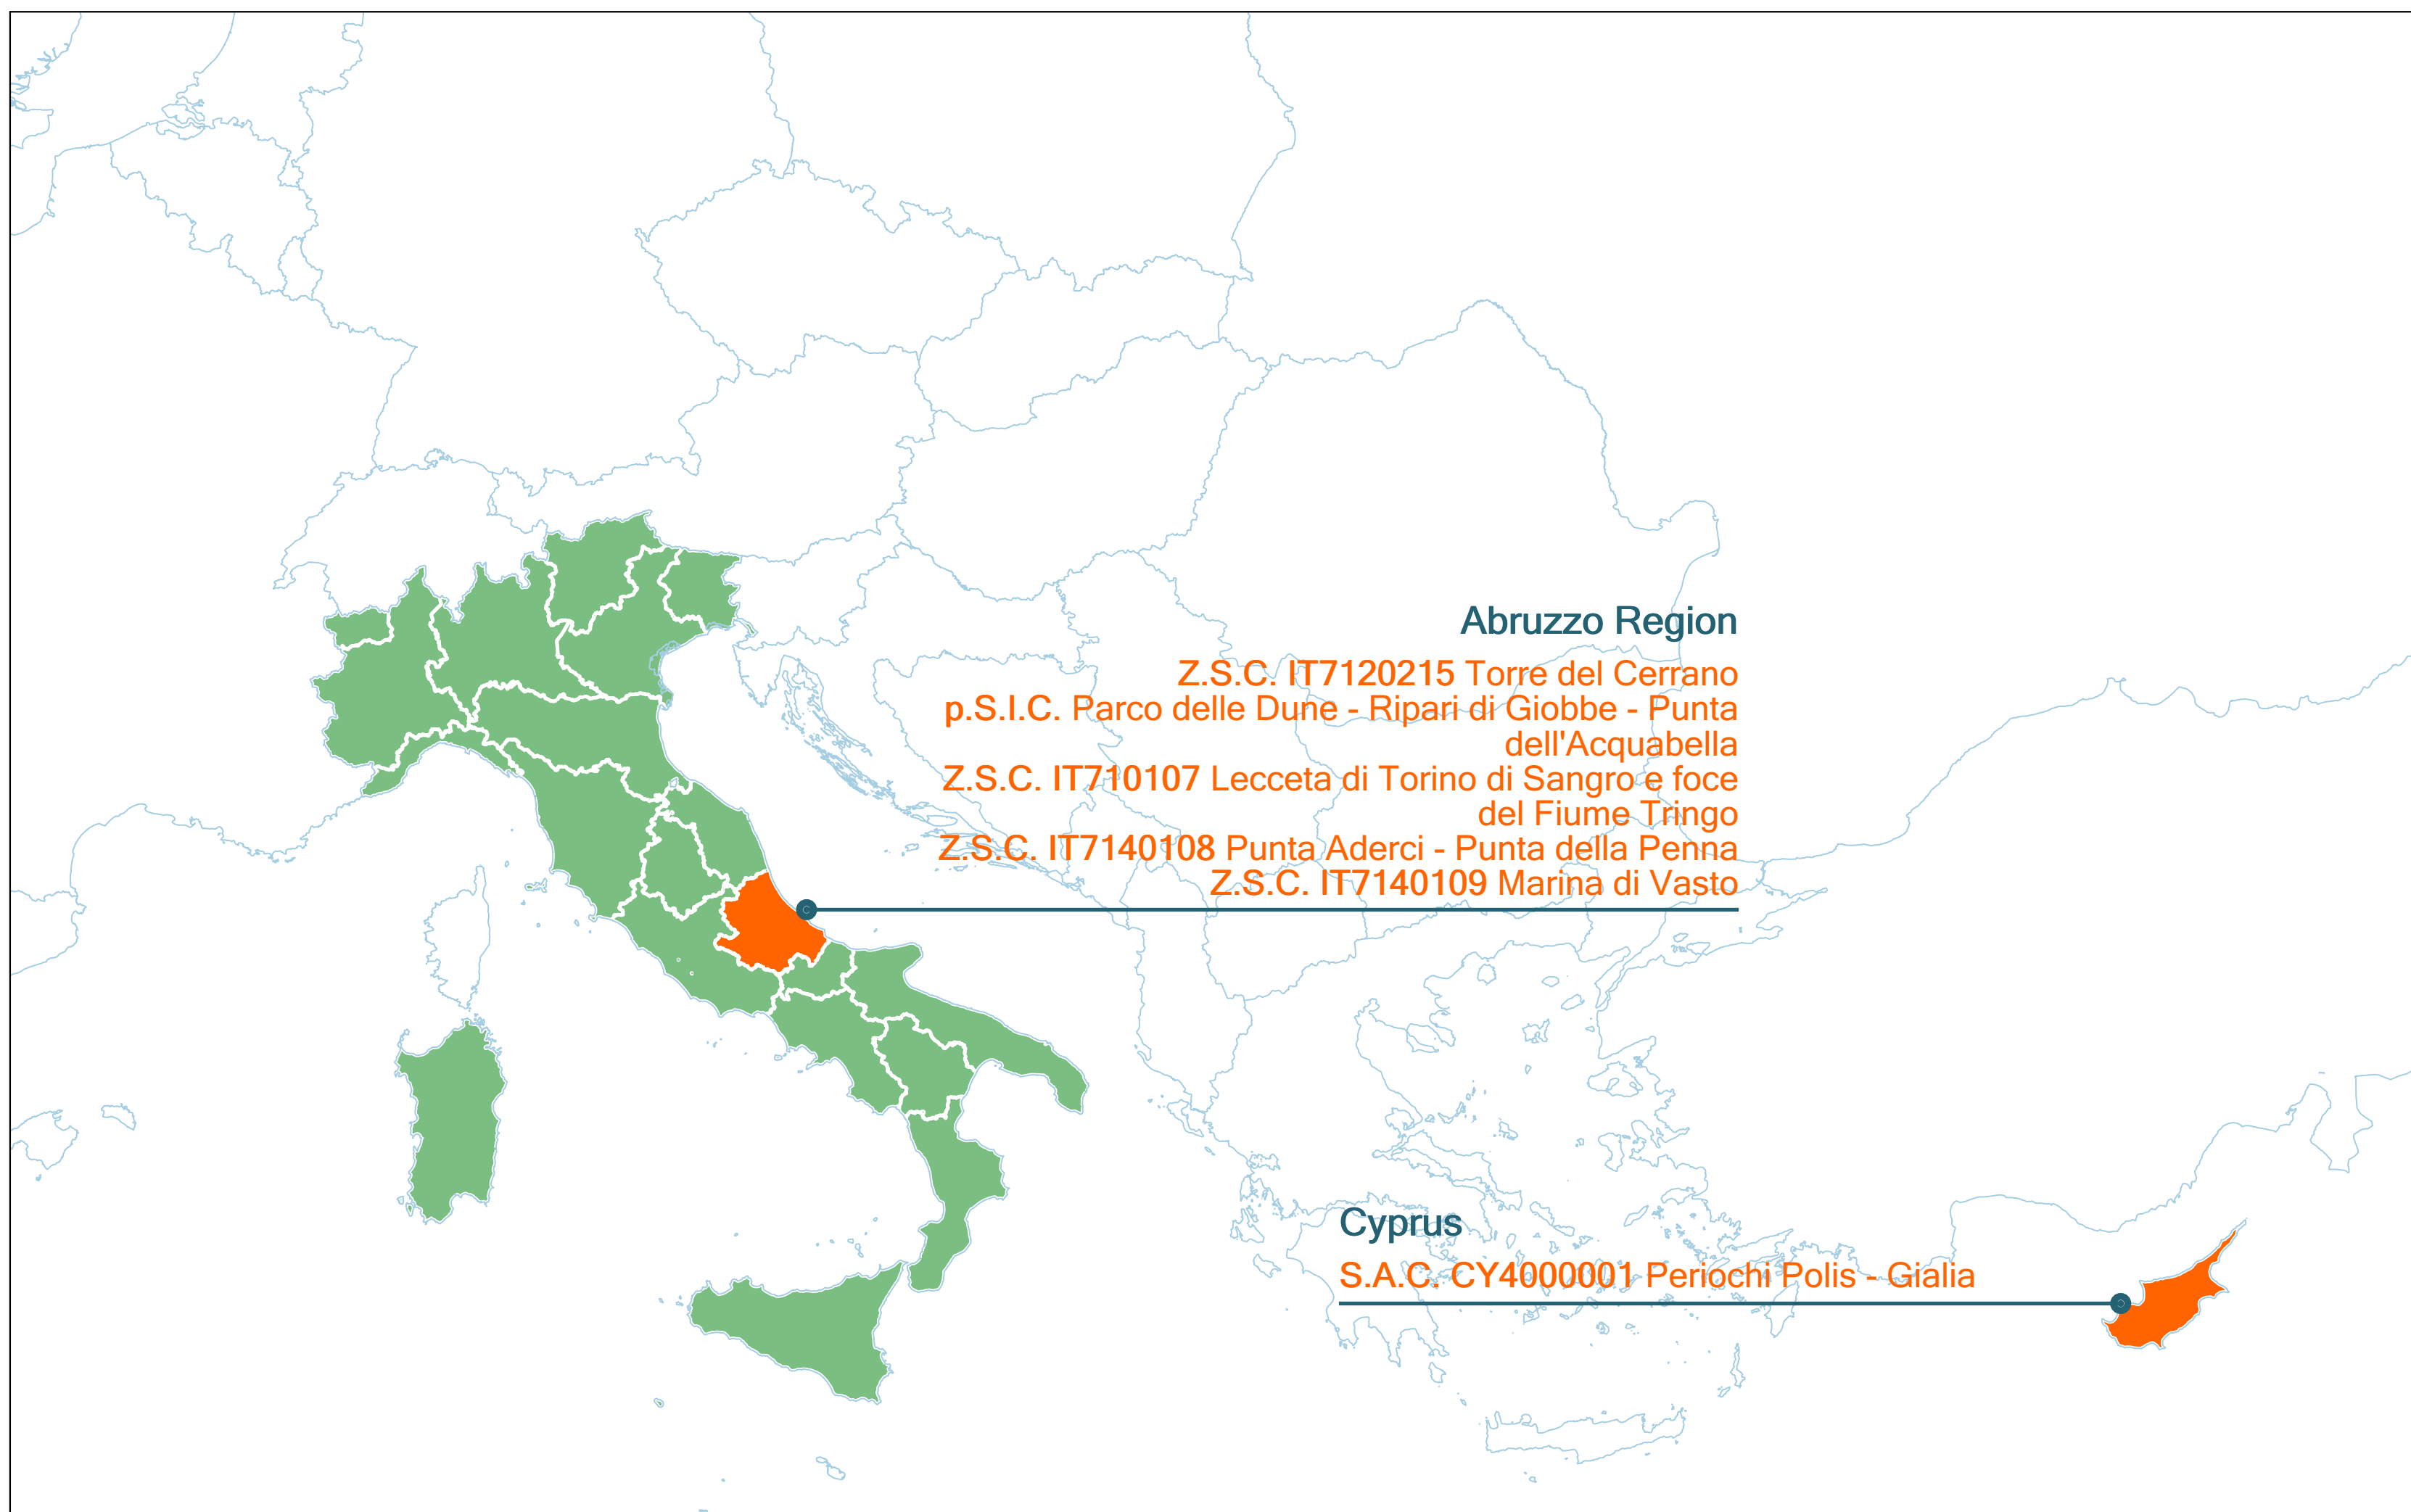 Abruzzo Region
Z.S.C. IT7120215 Torre del Cerrano
p.S.I.C. Parco delle Dune - Ripari di Giobbe - Punta
dell'Acquabella
Z.S.C. IT710107 Lecceta di Torino di Sangro e foce
del Fiume Tringo
Z.S.C. IT7140108 Punta Aderci - Punta della Penna
Z.S.C. IT7140109 Marina di Vasto
Cyprus
S.A.C. CY4000001 Periochi Polis - Gialia